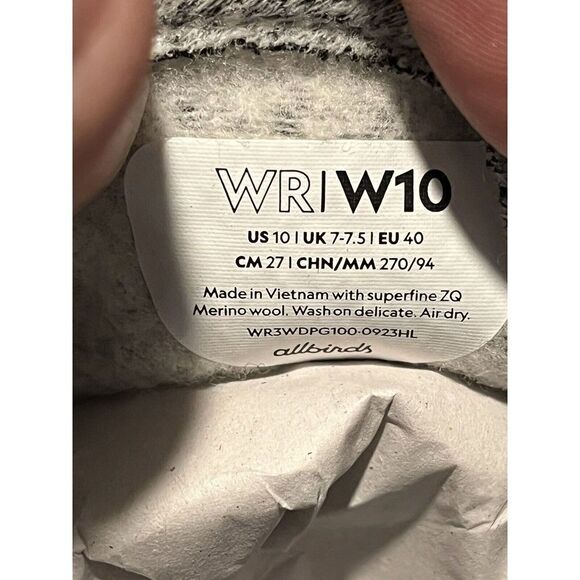 WR|W10
US 10 | UK 7-7.5 | EU 40
CM 27 | CHN/MM 270/94
Made in Vietnam with superfine ZQ
Merino wool. Wash on delicate. Air dry.
WR3WDPG100-0923HL
allbirds